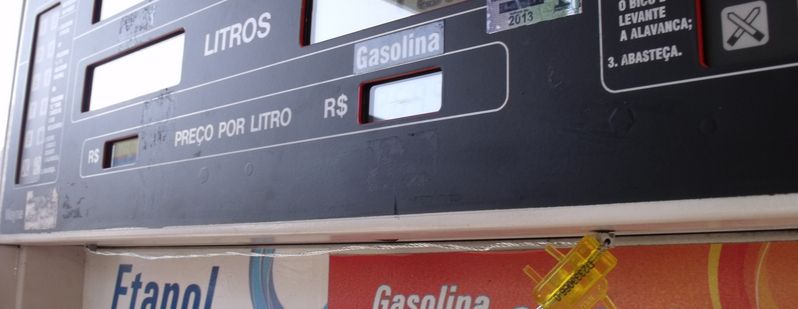 2013
O BICO E
LEVANTE
A ALAVANCA;
3. ABASTEÇA.
LITROS
Gasolina
R$
PREÇO POR LITRO
R$
Etanol
Gasolina